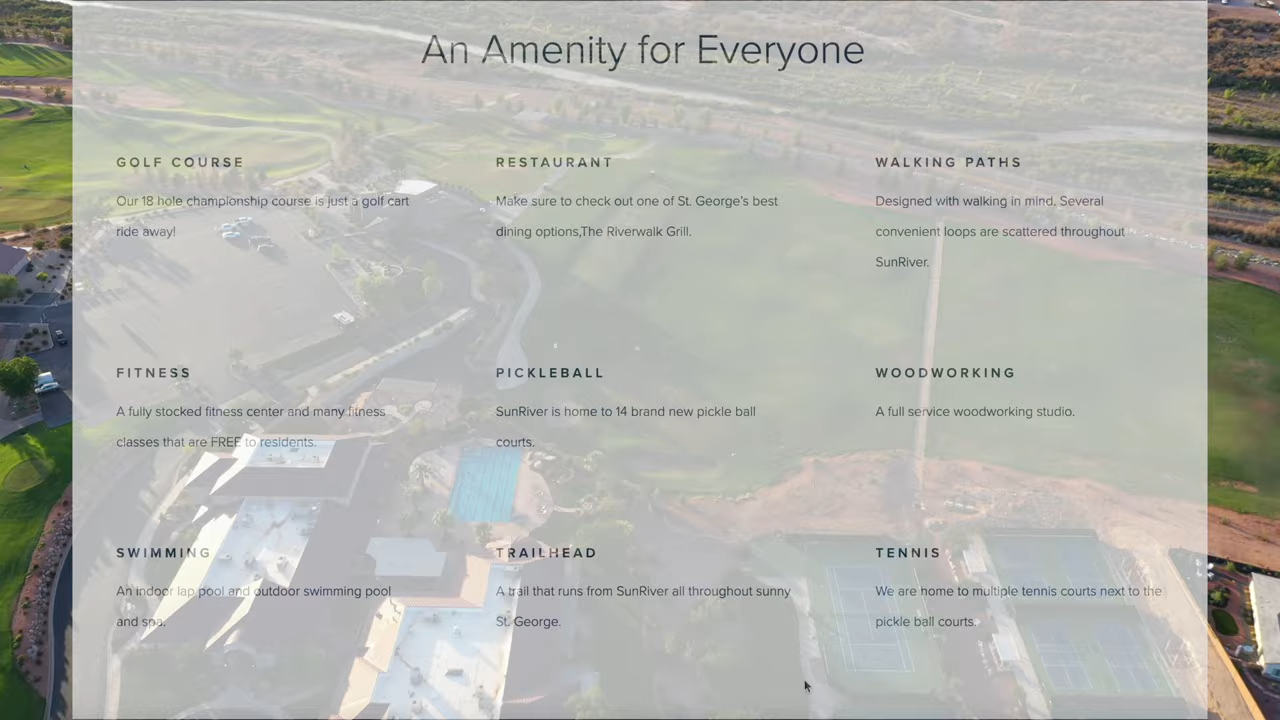 An Amenity for Everyone
GOLF COURSE
Our 18 hole championship course is just a golf cart
ride away!
RESTAURANT
Make sure to check out one of St. George's best
dining options,The Riverwalk Grill.
WALKING PATHS
Designed with walking in mind. Several
convenient loops are scattered throughout
SunRiver.
FITNESS
A fully stocked fitness center and many fitness
classes that are FREE to residents.
PICKLEBALL
SunRiver is home to 14 brand new pickle ball
courts.
WOODWORKING
A full service woodworking studio.
SWIMMING
An indoor lap pool and outdoor swimming pool
and spa.
TRAILHEAD
A trail that runs from SunRiver all throughout sunny
St. George.
TENNIS
We are home to multiple tennis courts next to the
pickle ball courts.